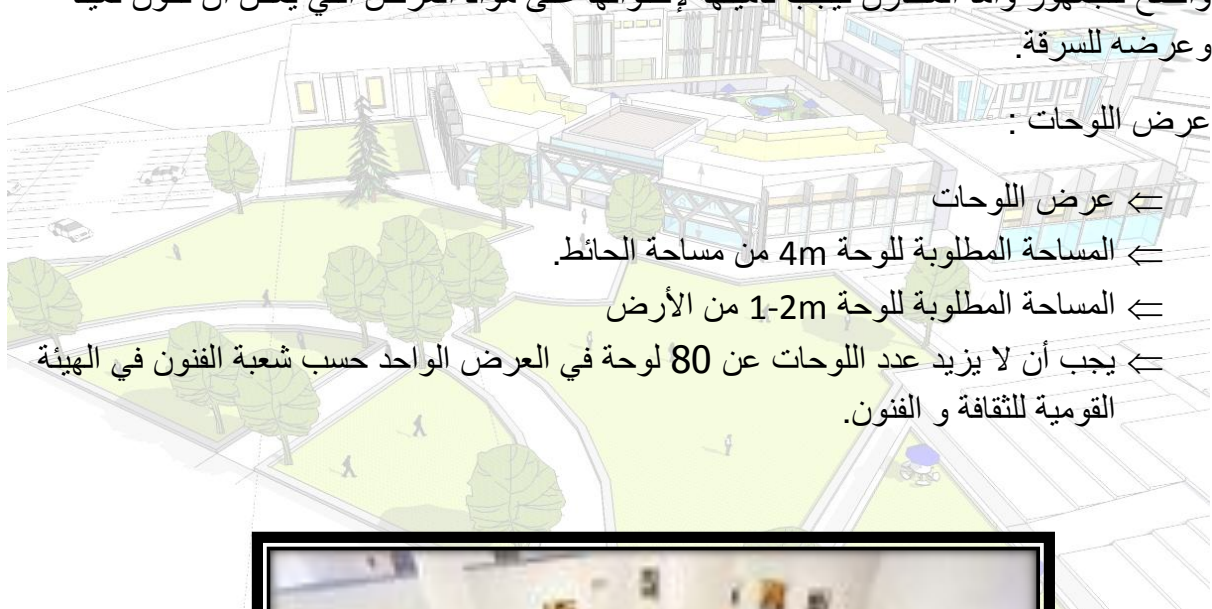 وعرضه للسرقة.
عرض اللوحات :
⇐ عرض اللوحات
⇐ المساحة المطلوبة للوحة 4m من مساحة الحائط.
⇐ المساحة المطلوبة للوحة 1-2m من الأرض
⇐ يجب أن لا يزيد عدد اللوحات عن 80 لوحة في العرض الواحد حسب شعبة الفنون في الهيئة
القومية للثقافة و الفنون.